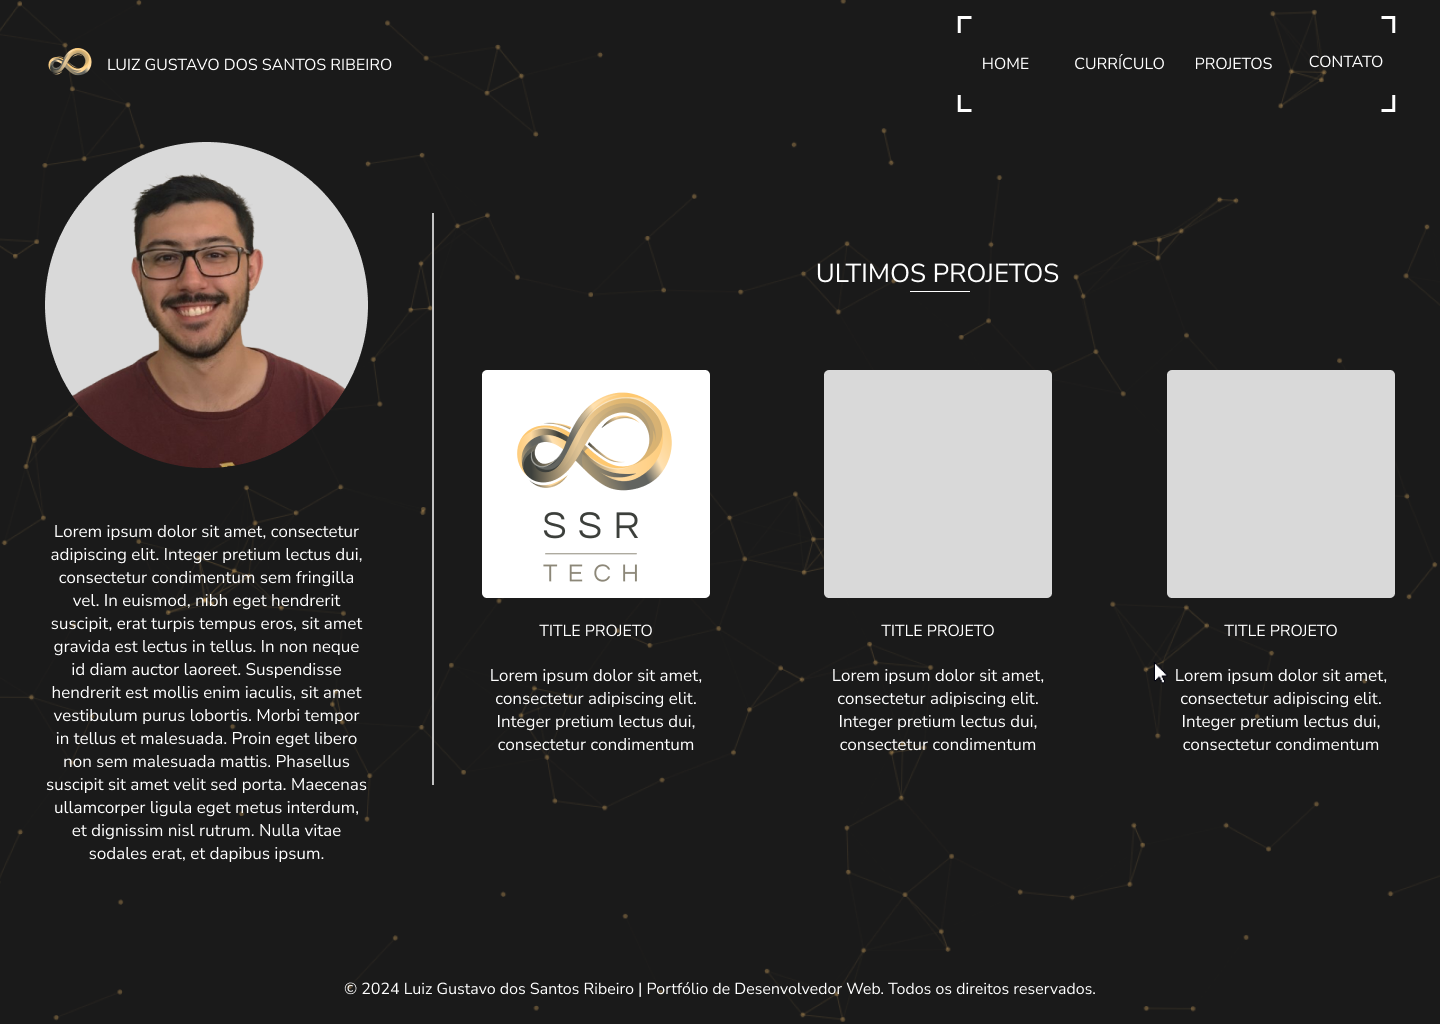 LUIZ GUSTAVO DOS SANTOS RIBEIRO
HOME
CURRÍCULO
PROJETOS
CONTATO
Lorem ipsum dolor sit amet, consectetur
adipiscing elit. Integer pretium lectus dui,
consectetur condimentum sem fringilla
vel. In euismod, nibh eget hendrerit
suscipit, erat turpis tempus eros, sit amet
gravida est lectus in tellus. In non neque
id diam auctor laoreet. Suspendisse
hendrerit est mollis enim iaculis, sit amet
vestibulum purus lobortis. Morbi tempor
in tellus et malesuada. Proin eget libero
non sem malesuada mattis. Phasellus
suscipit sit amet velit sed porta. Maecenas
ullamcorper ligula eget metus interdum,
et dignissim nisl rutrum. Nulla vitae
sodales erat, et dapibus ipsum.
ULTIMOS PROJETOS
SSR
TECH
TITLE PROJETO
Lorem ipsum dolor sit amet,
consectetur adipiscing elit.
Integer pretium lectus dui,
consectetur condimentum
TITLE PROJETO
Lorem ipsum dolor sit amet,
consectetur adipiscing elit.
Integer pretium lectus dui,
consectetur condimentum
TITLE PROJETO
Lorem ipsum dolor sit amet,
consectetur adipiscing elit.
Integer pretium lectus dui,
consectetur condimentum
© 2024 Luiz Gustavo dos Santos Ribeiro | Portfólio de Desenvolvedor Web. Todos os direitos reservados.